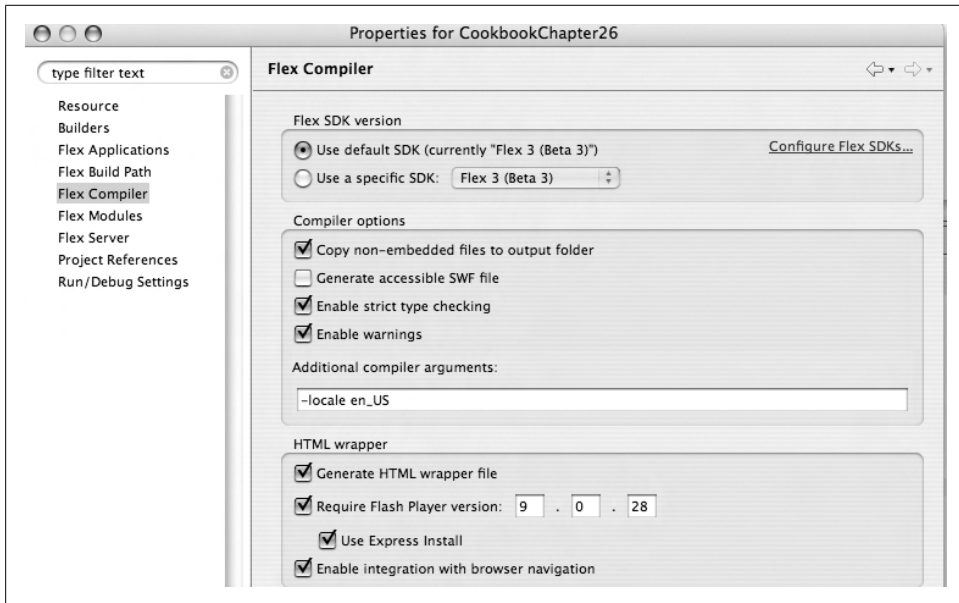 Properties for CookbookChapter26
type filter text
Resource
Builders
Flex Applications
Flex Build Path
Flex Compiler
Flex Modules
Flex Server
Project References
Run/Debug Settings
Flex Compiler
Flex SDK version
Use default SDK (currently "Flex 3 (Beta 3)")
Configure Flex SDKs...
Use a specific SDK: Flex 3 (Beta 3)
Compiler options
Copy non-embedded files to output folder
Generate accessible SWF file
Enable strict type checking
Enable warnings
Additional compiler arguments:
-locale en_US
HTML wrapper
Generate HTML wrapper file
Require Flash Player version: 9 . 0 . 28
Use Express Install
Enable integration with browser navigation